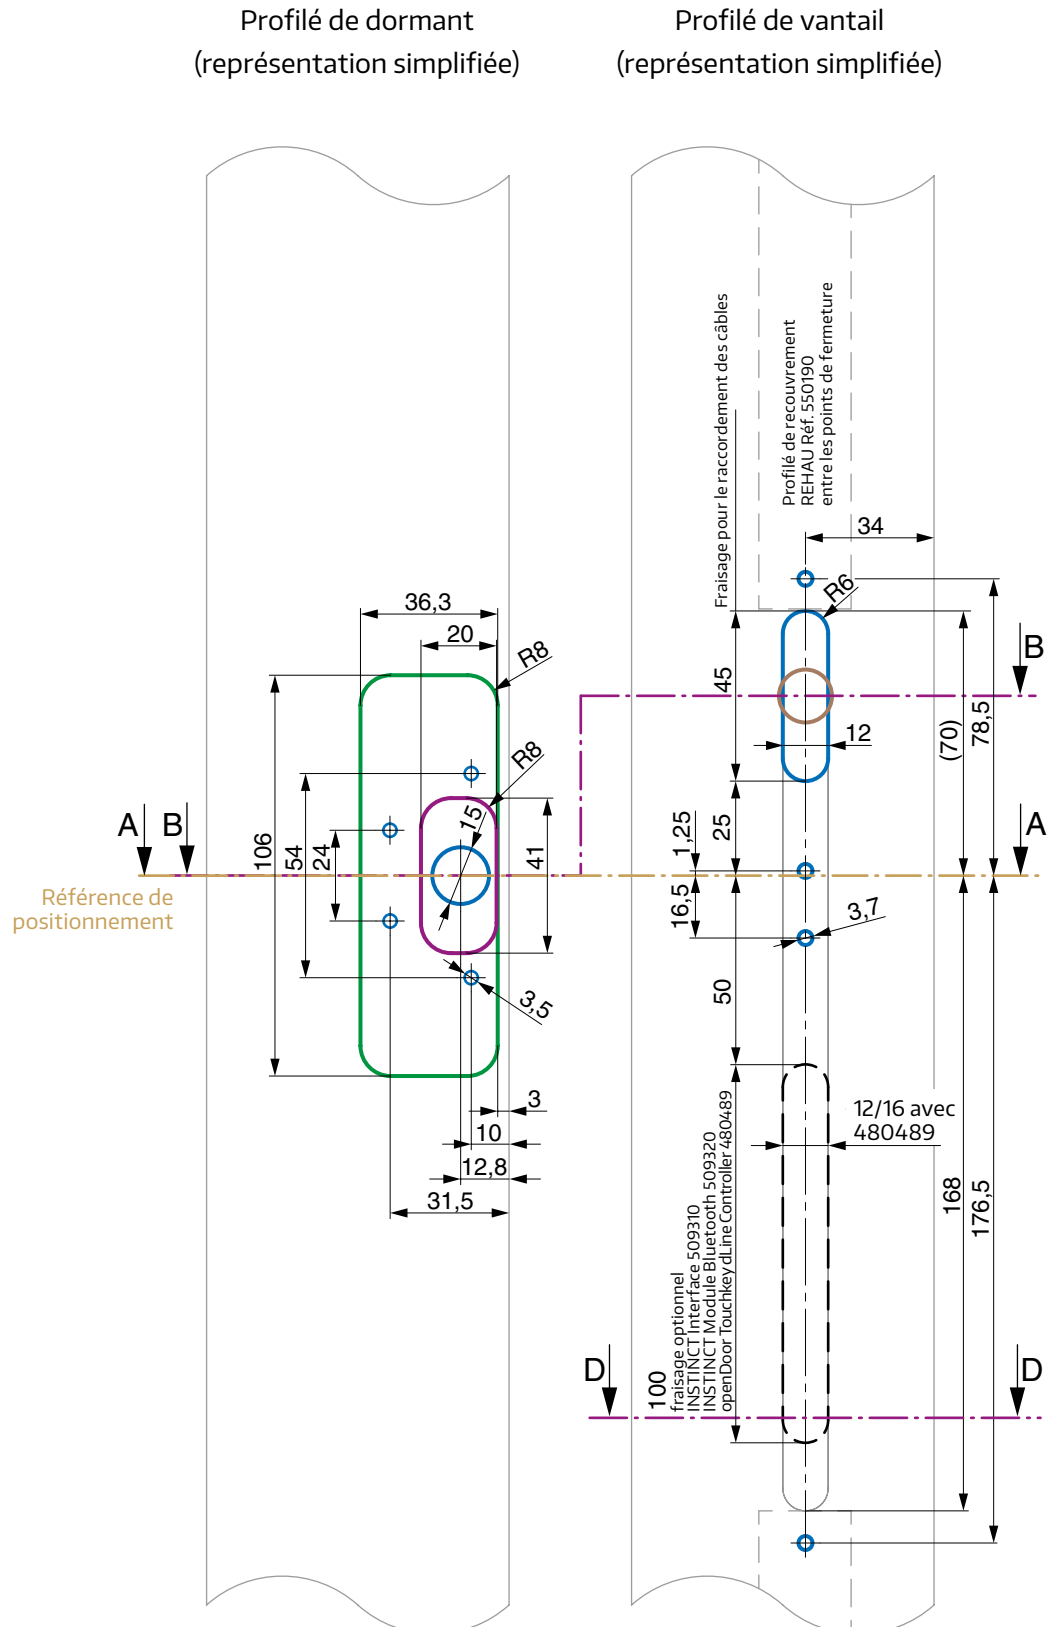 Profilé de dormant
(représentation simplifiée)
Profilé de vantail
(représentation simplifiée)
Fraisage pour le raccordement des câbles
Profilé de recouvrement
REHAU Réf. 550190
entre les points de fermeture
34
36,3
20
R8
R6
45
B
12
(70)
78,5
R8
15
A
B
106
54
24
41
1,25
25
A
Référence de
positionnement
16,5
3,7
3,5
50
3
10
12,8
31,5
12/16 avec
480489
168
176,5
100
fraisage optionnel
INSTINCT Interface 509310
INSTINCT Module Bluetooth 509320
openDoor Touchkey dLine Controller 480489
D
D